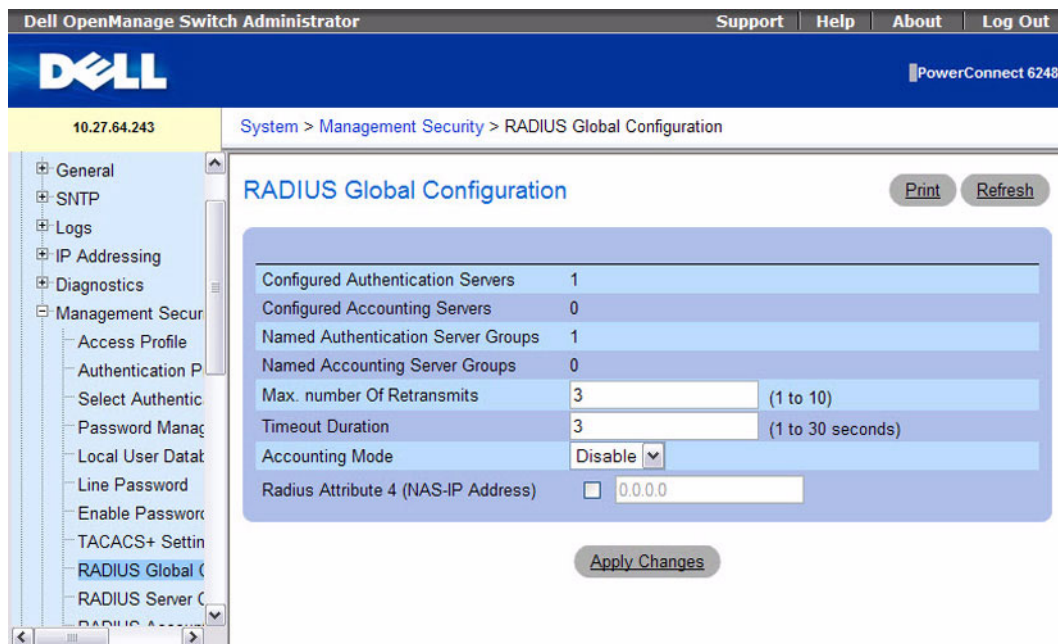 Dell OpenManage Switch Administrator Support Help About Log Out
DELL
PowerConnect 6248
10.27.64.243
System > Management Security > RADIUS Global Configuration
General
SNTP
Logs
IP Addressing
Diagnostics
Management Secur
Access Profile
Authentication P
Select Authentic
Password Manag
Local User Datab
Line Password
Enable Password
TACACS+ Settin
RADIUS Global C
RADIUS Server C
RADIUS Accoun
RADIUS Global Configuration
Print Refresh
Configured Authentication Servers 1
Configured Accounting Servers 0
Named Authentication Server Groups 1
Named Accounting Server Groups 0
Max. number Of Retransmits 3 (1 to 10)
Timeout Duration 3 (1 to 30 seconds)
Accounting Mode Disable
Radius Attribute 4 (NAS-IP Address) 0.0.0.0
Apply Changes